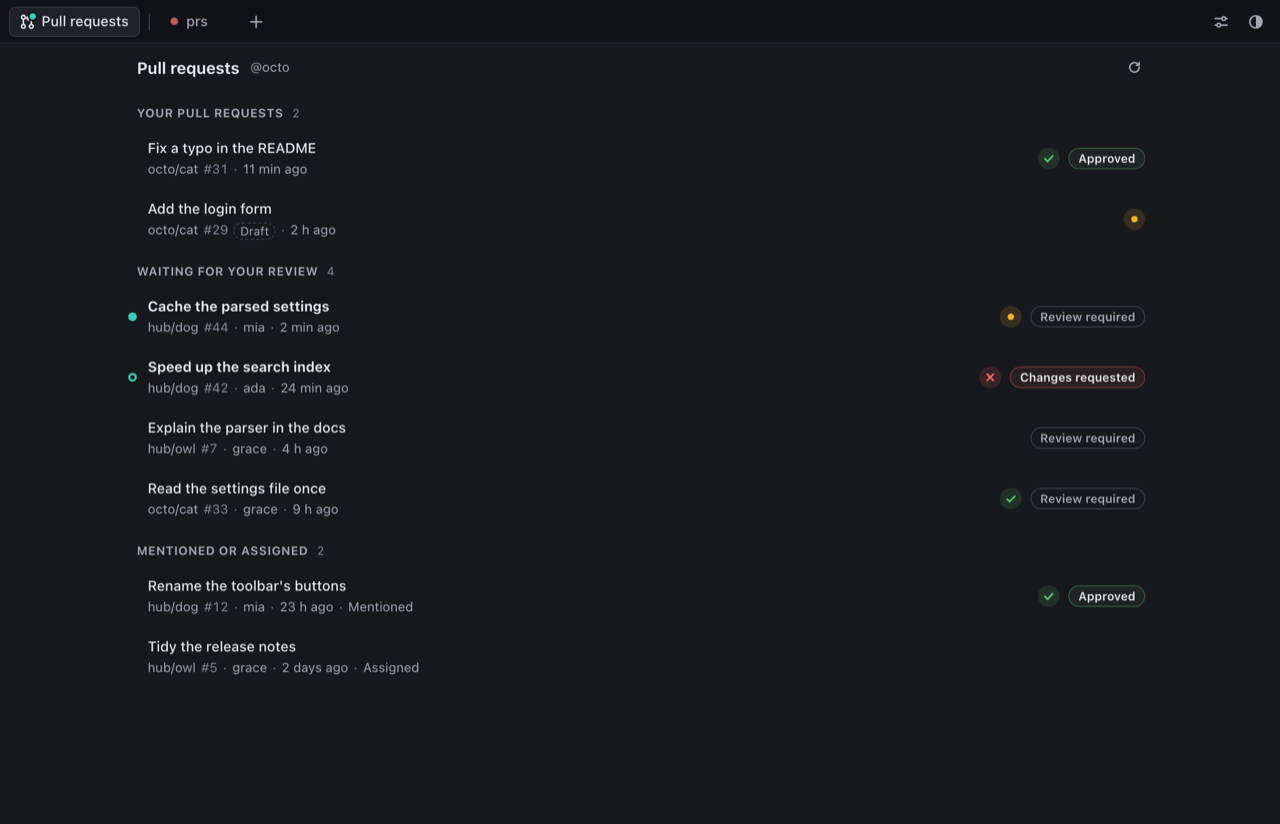 Pull requests
prs
Pull requests @octo
YOUR PULL REQUESTS 2
Fix a typo in the README
octo/cat #31 · 11 min ago
Approved
Add the login form
octo/cat #29 Draft · 2 h ago
WAITING FOR YOUR REVIEW 4
Cache the parsed settings
hub/dog #44 · mia · 2 min ago
Review required
Speed up the search index
hub/dog #42 · ada · 24 min ago
Changes requested
Explain the parser in the docs
hub/owl #7 · grace · 4 h ago
Review required
Read the settings file once
octo/cat #33 · grace · 9 h ago
Review required
MENTIONED OR ASSIGNED 2
Rename the toolbar's buttons
hub/dog #12 · mia · 23 h ago · Mentioned
Approved
Tidy the release notes
hub/owl #5 · grace · 2 days ago · Assigned